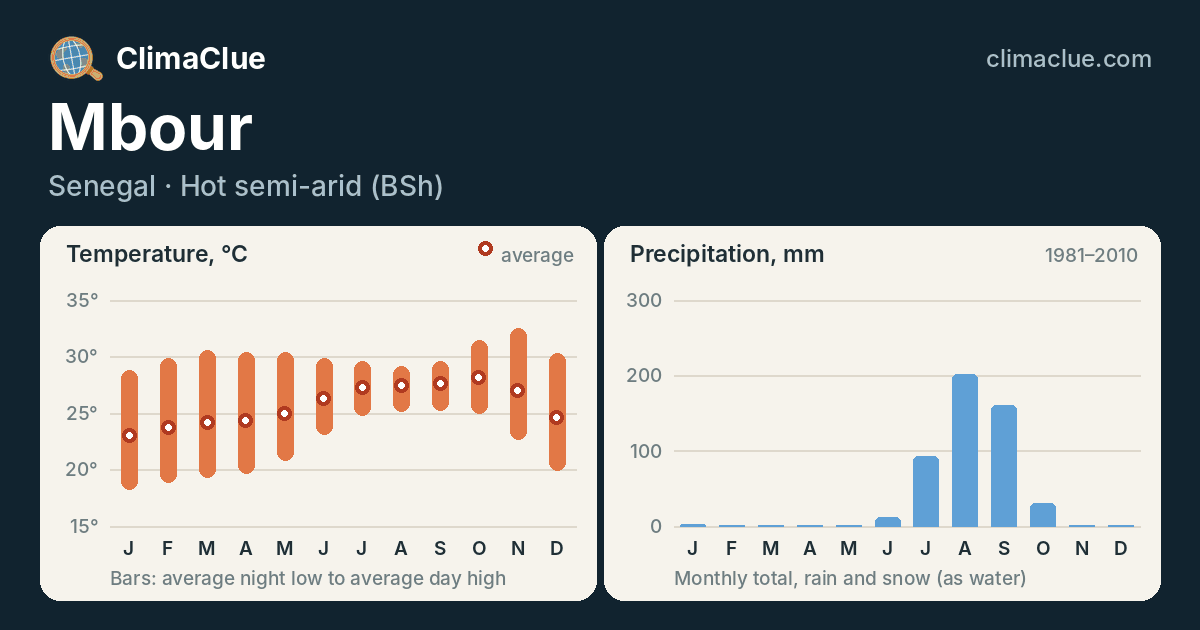 ClimaClue
climaclue.com
Mbour
Senegal · Hot semi-arid (BSh)
Temperature, °C
average
35°
30°
25°
20°
15°
J F M A M J J A S O N D
Bars: average night low to average day high
Precipitation, mm
1981–2010
300
200
100
0
J F M A M J J A S O N D
Monthly total, rain and snow (as water)